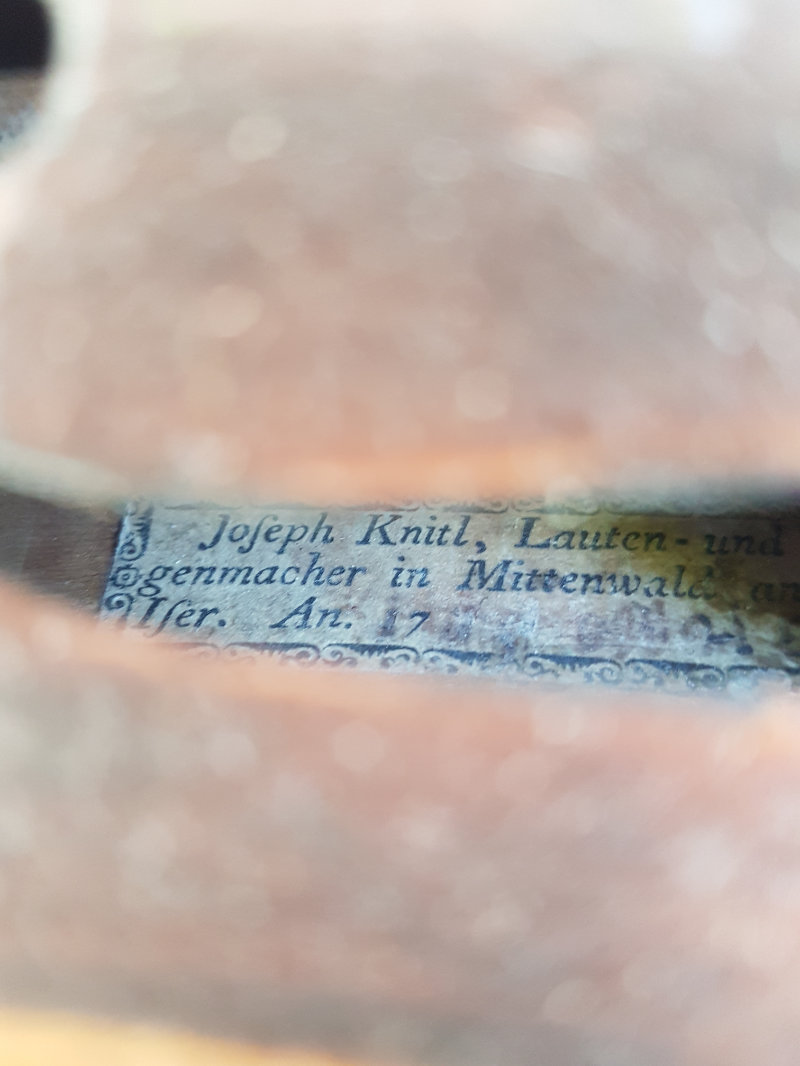 Joſeph Knitl, Lauten- und
genmacher in Mittenwald an
Iſer. An. 17